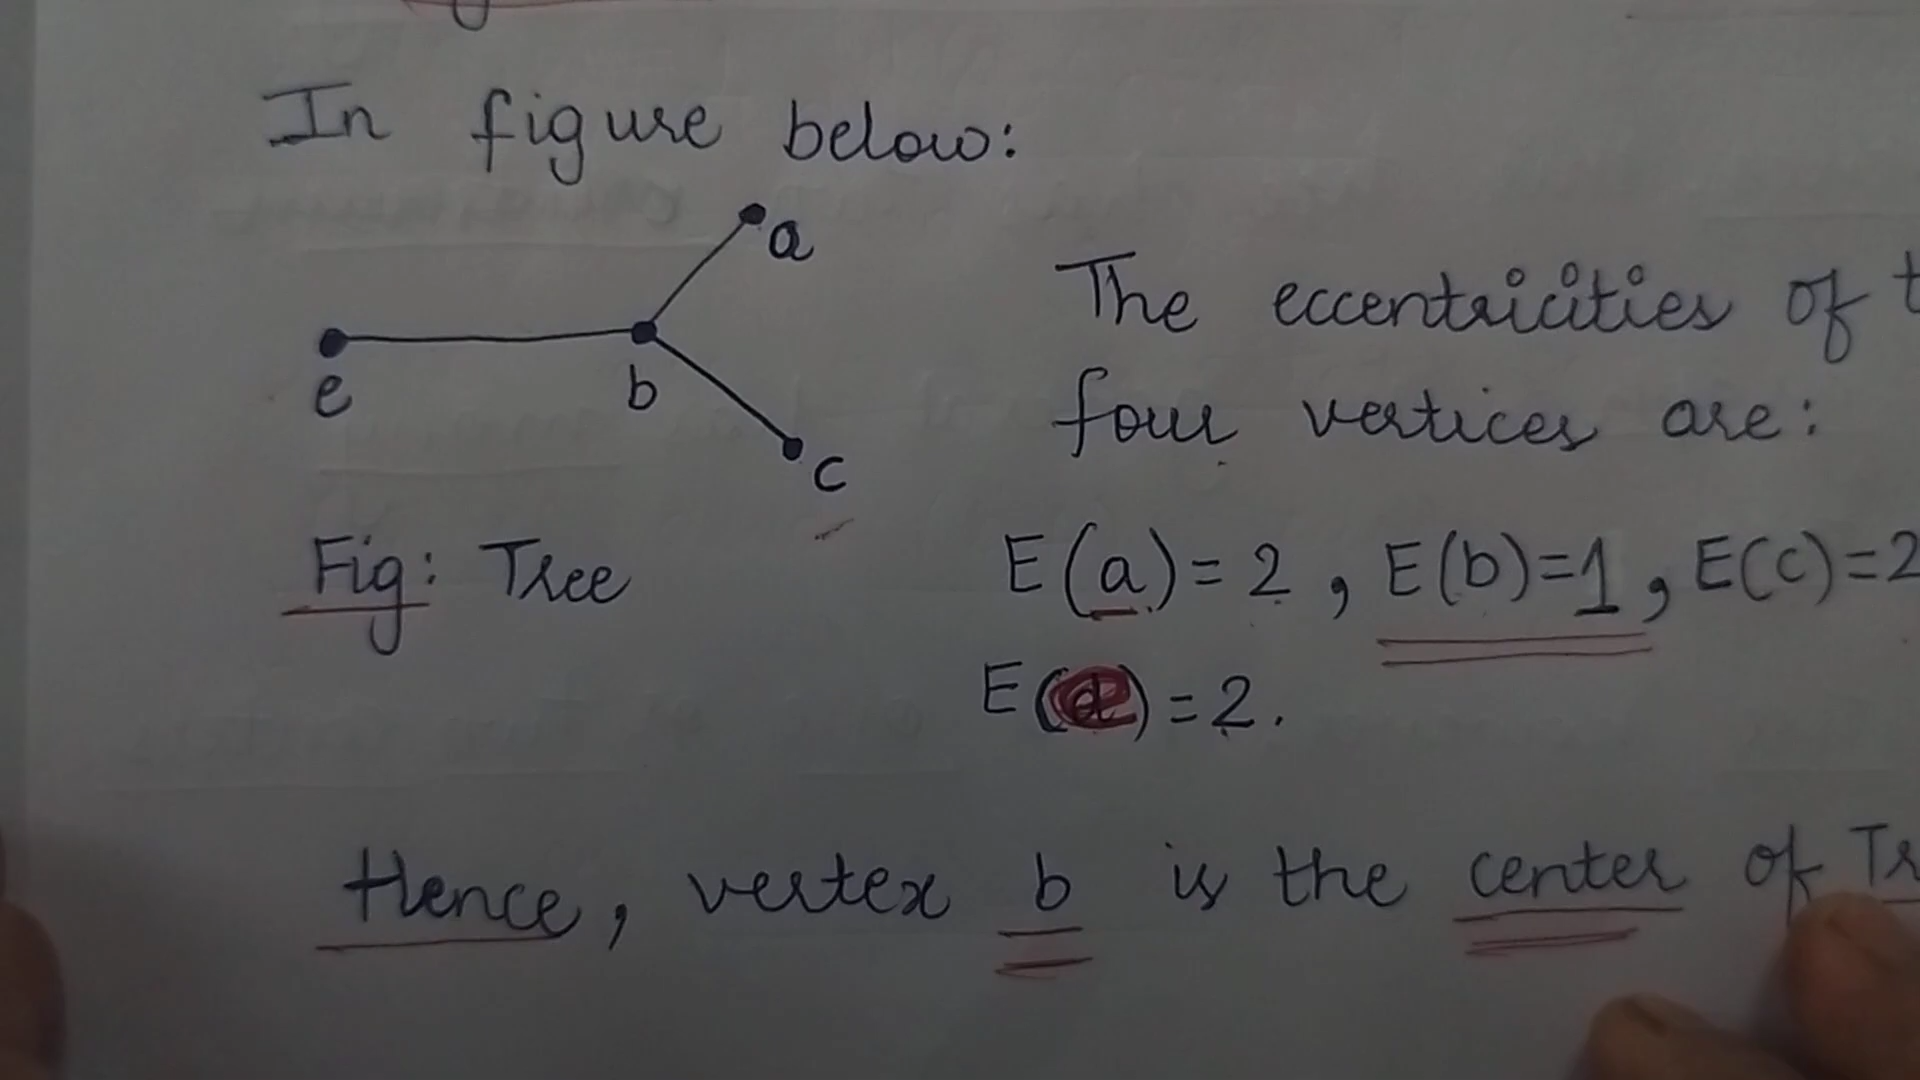 In figure below:
a
e
b
c
Fig: Tree
The eccentricities of
four vertices are:
E(a)=2, E(b)=1, E(c)=2
E( )=2.
Hence, vertex b is the center of